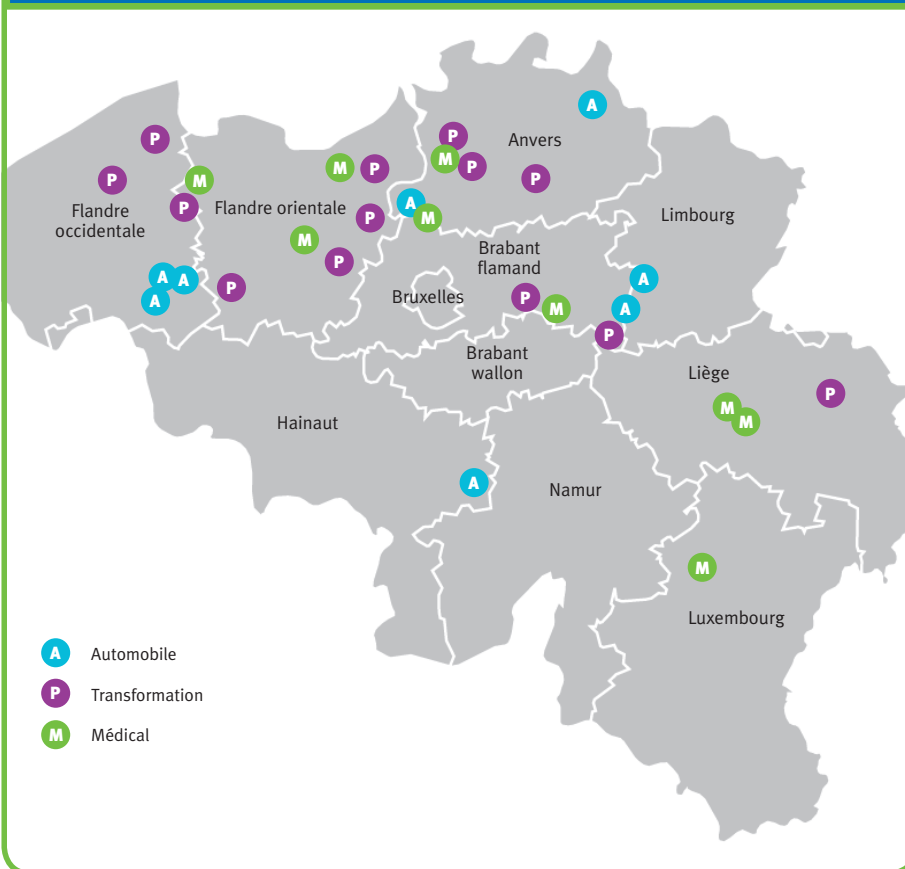 A
P
P
Anvers
P
M
P
M
P
M
P
P
A
Limbourg
P
Flandre orientale
P
M
Flandre
occidentale
M
Brabant
flamand
P
A
A
A
A
P
Bruxelles
P
M
A
P
Brabant
wallon
Liège
P
M
M
Hainaut
A
Namur
M
Luxembourg
A Automobile
P Transformation
M Médical